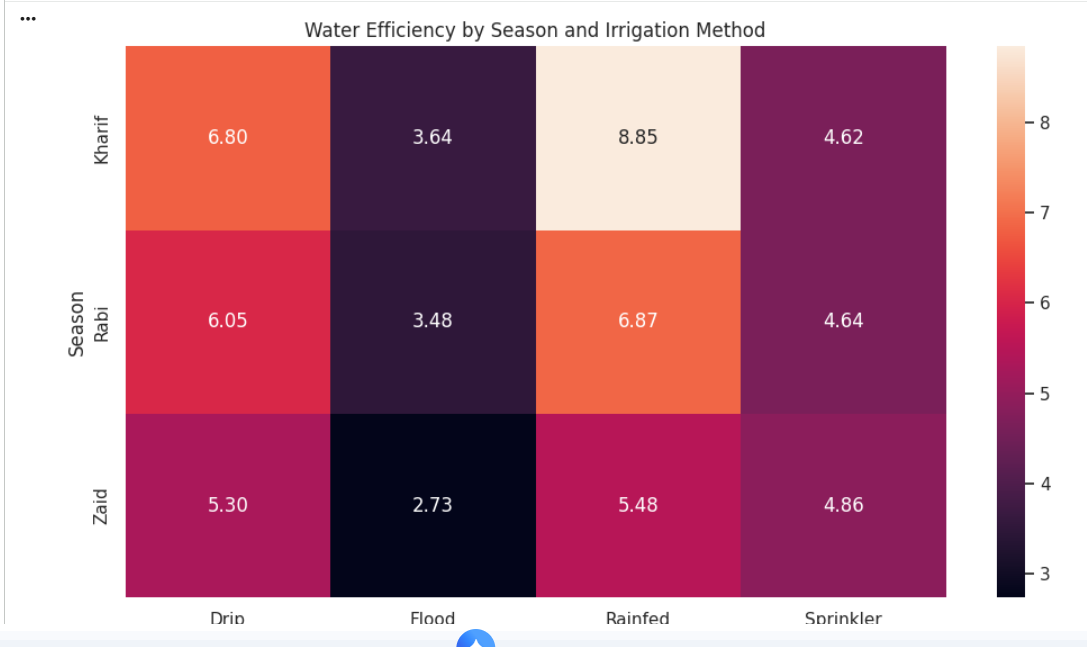 ...
Water Efficiency by Season and Irrigation Method
Season
Kharif
6.80 3.64 8.85 4.62
Rabi
6.05 3.48 6.87 4.64
Zaid
5.30 2.73 5.48 4.86
Drip Flood Rainfed Sprinkler
8
7
6
5
4
3